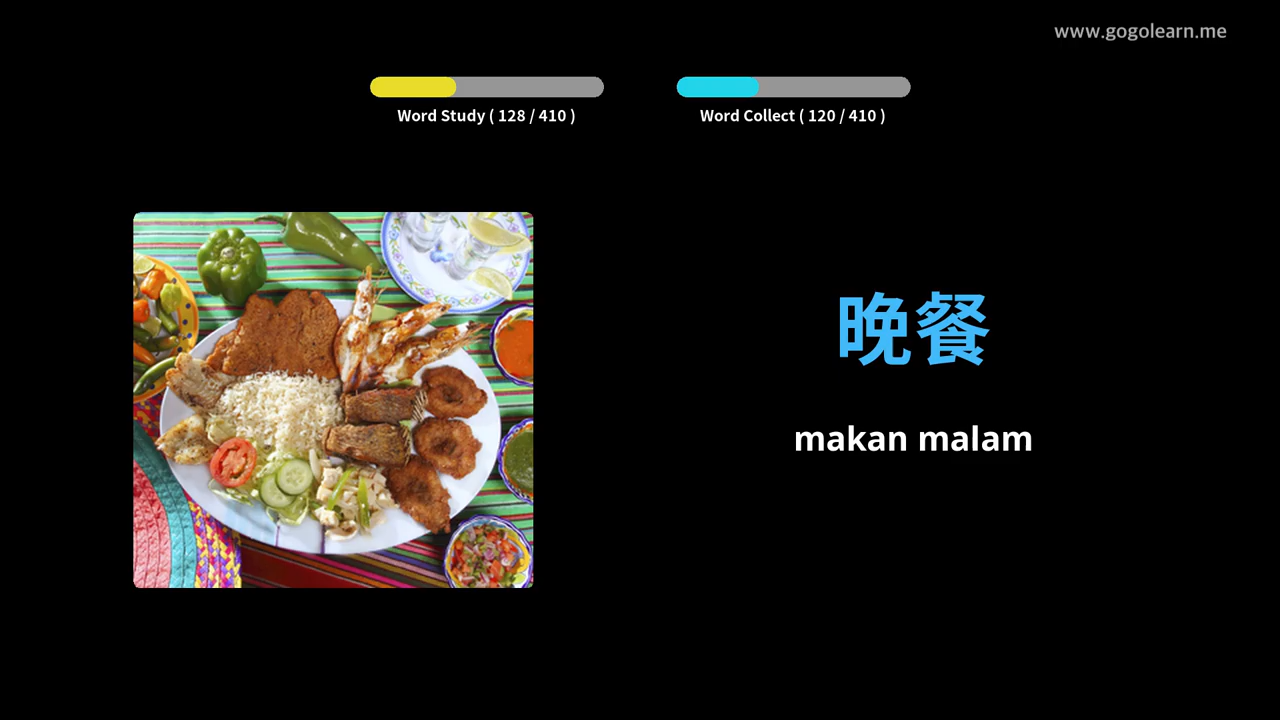 www.gogolearn.me
Word Study ( 128 / 410 )
Word Collect ( 120 / 410 )
晚餐
makan malam